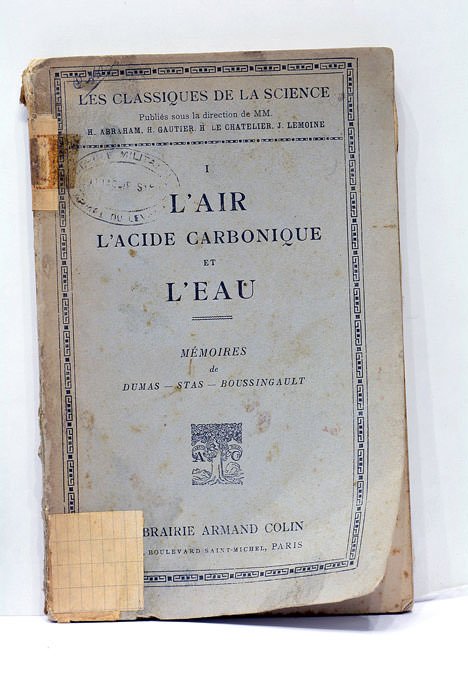 LES CLASSIQUES DE LA SCIENCE
Publiés sous la direction de MM.
H. ABRAHAM, H. GAUTIER, H. LE CHATELIER, J. LEMOINE
I
L'AIR
L'ACIDE CARBONIQUE
ET
L'EAU
MÉMOIRES
de
DUMAS — STAS — BOUSSINGAULT
A C
BRAIRIE ARMAND COLIN
BOULEVARD SAINT-MICHEL, PARIS